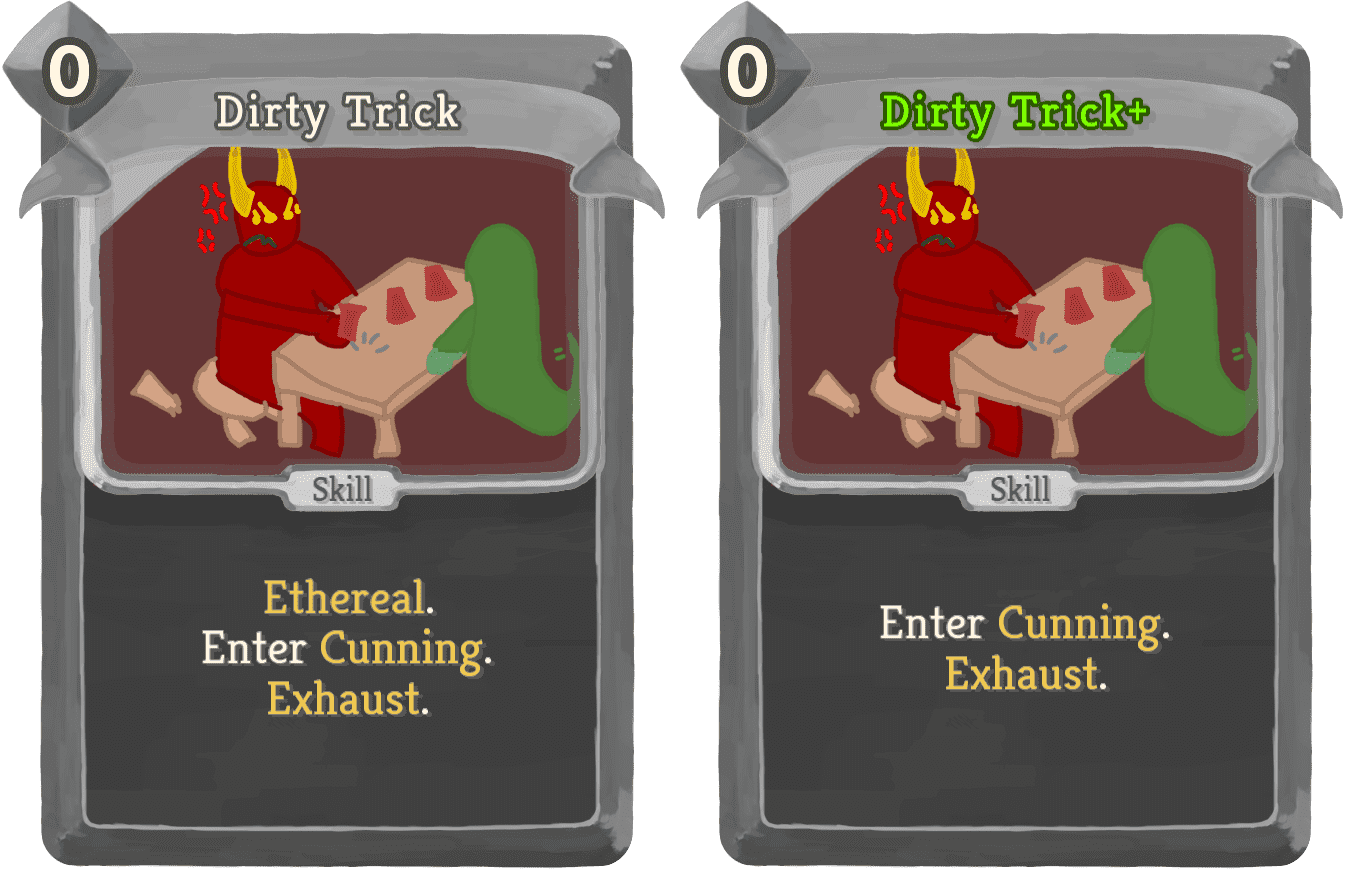 0
Dirty Trick
Skill
Ethereal.
Enter Cunning.
Exhaust.
0
Dirty Trick+
Skill
Enter Cunning.
Exhaust.